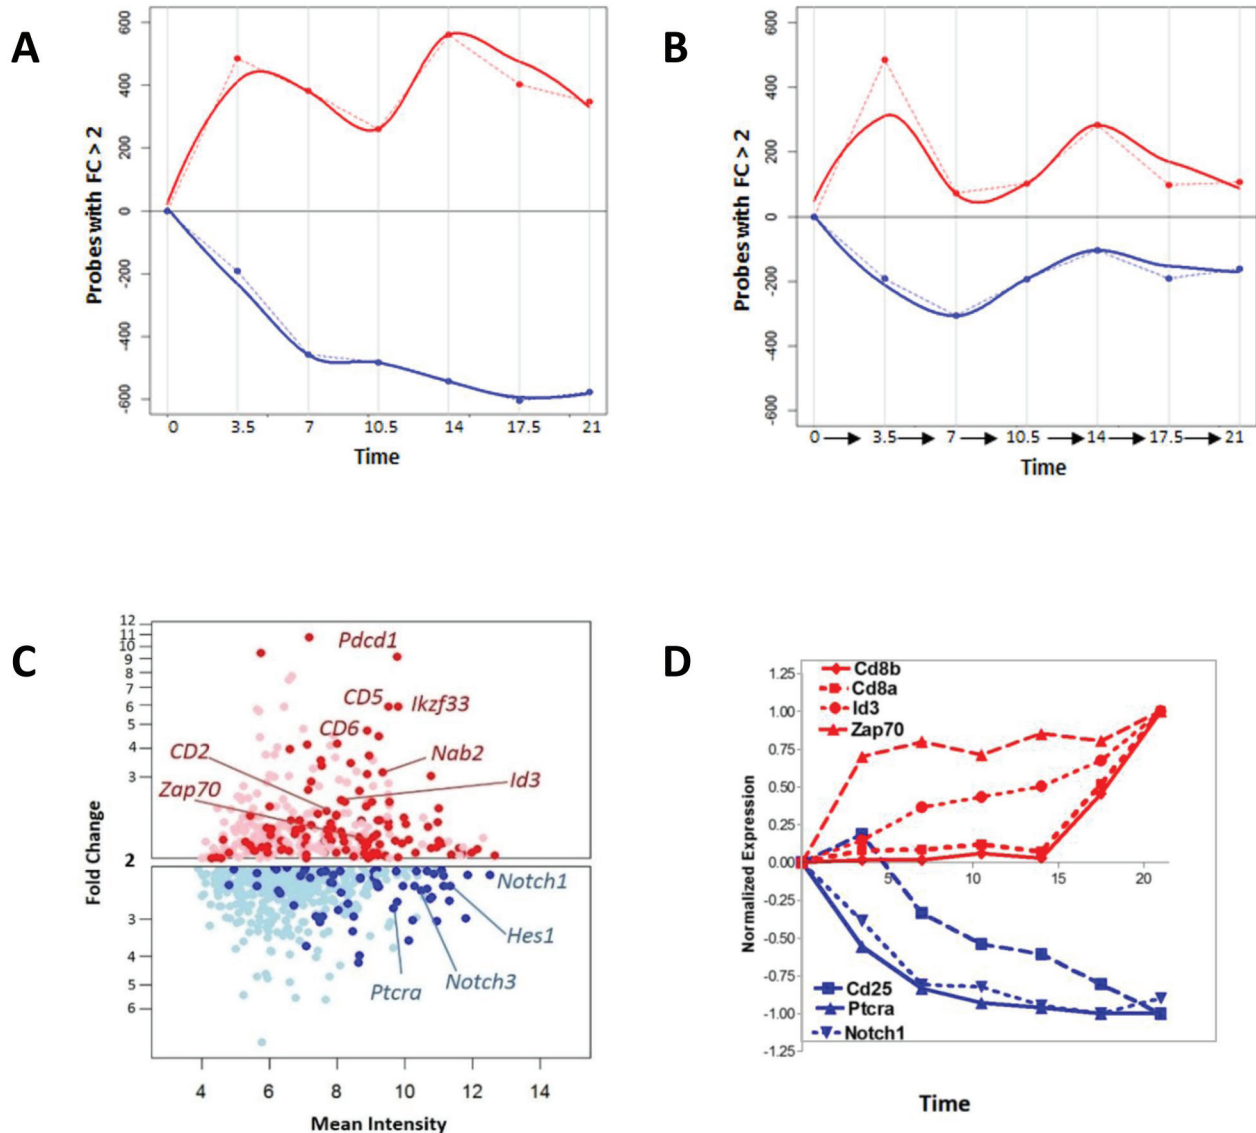 A
B
600
400
200
0
-200
-400
-600
Probes with FC > 2
0 3.5 7 10.5 14 17.5 21
Time
600
400
200
0
-200
-400
-600
Probes with FC > 2
0 3.5 7 10.5 14 17.5 21
Time
C
D
12
11
10
9
8
7
6
5
4
3
2
3
4
5
6
Fold Change
Pdcd1
CD5
Ikzf33
CD6
CD2
Nab2
Id3
Zap70
Notch1
Hes1
Notch3
Ptcra
4 6 8 10 12 14
Mean Intensity
1.25
1.00
0.75
0.50
0.25
0.00
-0.25
-0.50
-0.75
-1.00
-1.25
Normalized Expression
Cd8b
Cd8a
Id3
Zap70
5 10 15 20
Cd25
Ptcra
Notch1
Time